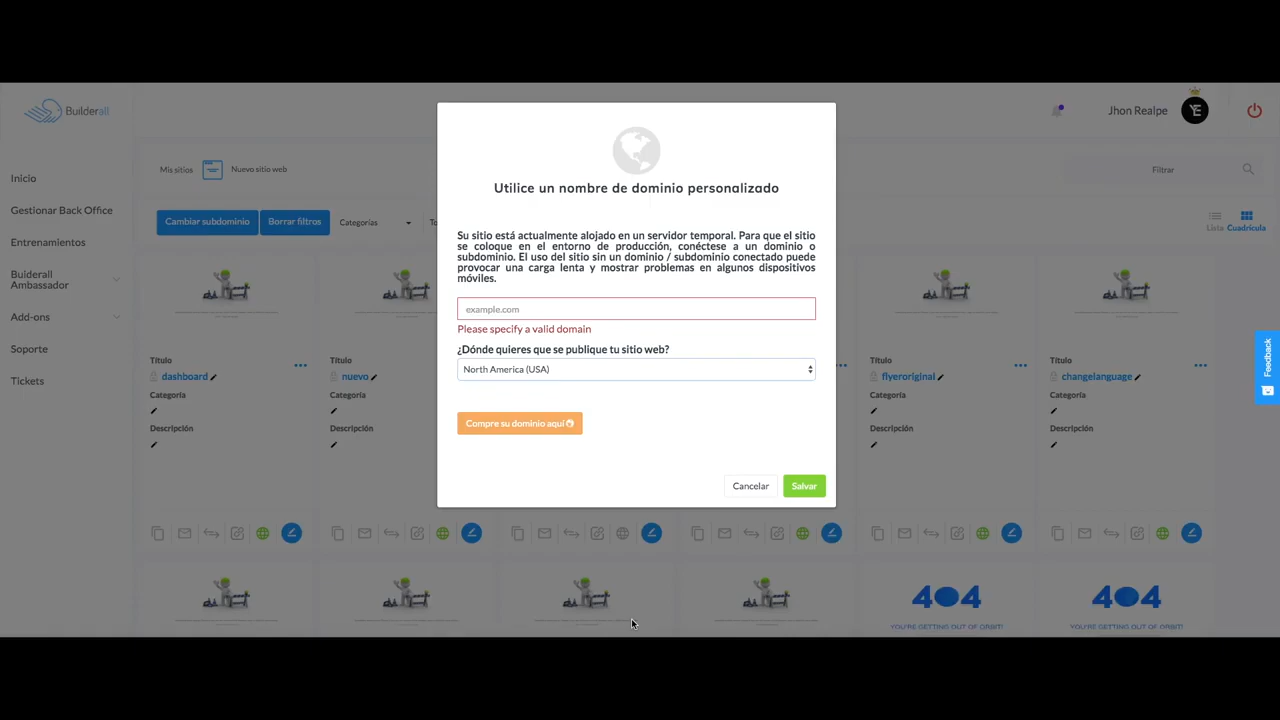 Builderall
Jhon Realpe
YE
Inicio
Gestionar Back Office
Entrenamientos
Buiderall
Ambassador
Add-ons
Soporte
Tickets
Mis sitios
Nuevo sitio web
Filtrar
Cambiar subdominio
Borrar filtros
Categorías
To
Lista
Cuadrícula
Utilice un nombre de dominio personalizado
Su sitio está actualmente alojado en un servidor temporal. Para que el sitio
se coloque en el entorno de producción, conéctese a un dominio o
subdominio. El uso del sitio sin un dominio / subdominio conectado puede
provocar una carga lenta y mostrar problemas en algunos dispositivos
móviles.
example.com
Please specify a valid domain
¿Dónde quieres que se publique tu sitio web?
North America (USA)
Compre su dominio aquí
Cancelar
Salvar
Título
dashboard
Categoría
Descripción
Título
nuevo
Categoría
Descripción
Título
flyeroriginal
Categoría
Descripción
Título
changelanguage
Categoría
Descripción
Feedback
404
YOU'RE GETTING OUT OF ORBIT!
404
YOU'RE GETTING OUT OF ORBIT!